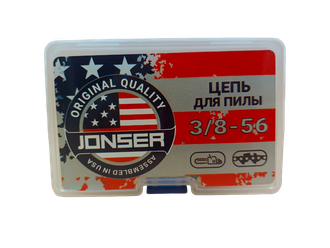 ORIGINAL QUALITY
JONSER
ASSEMBLED IN USA
ЦЕПЬ
ДЛЯ ПИЛЫ
3/8-56